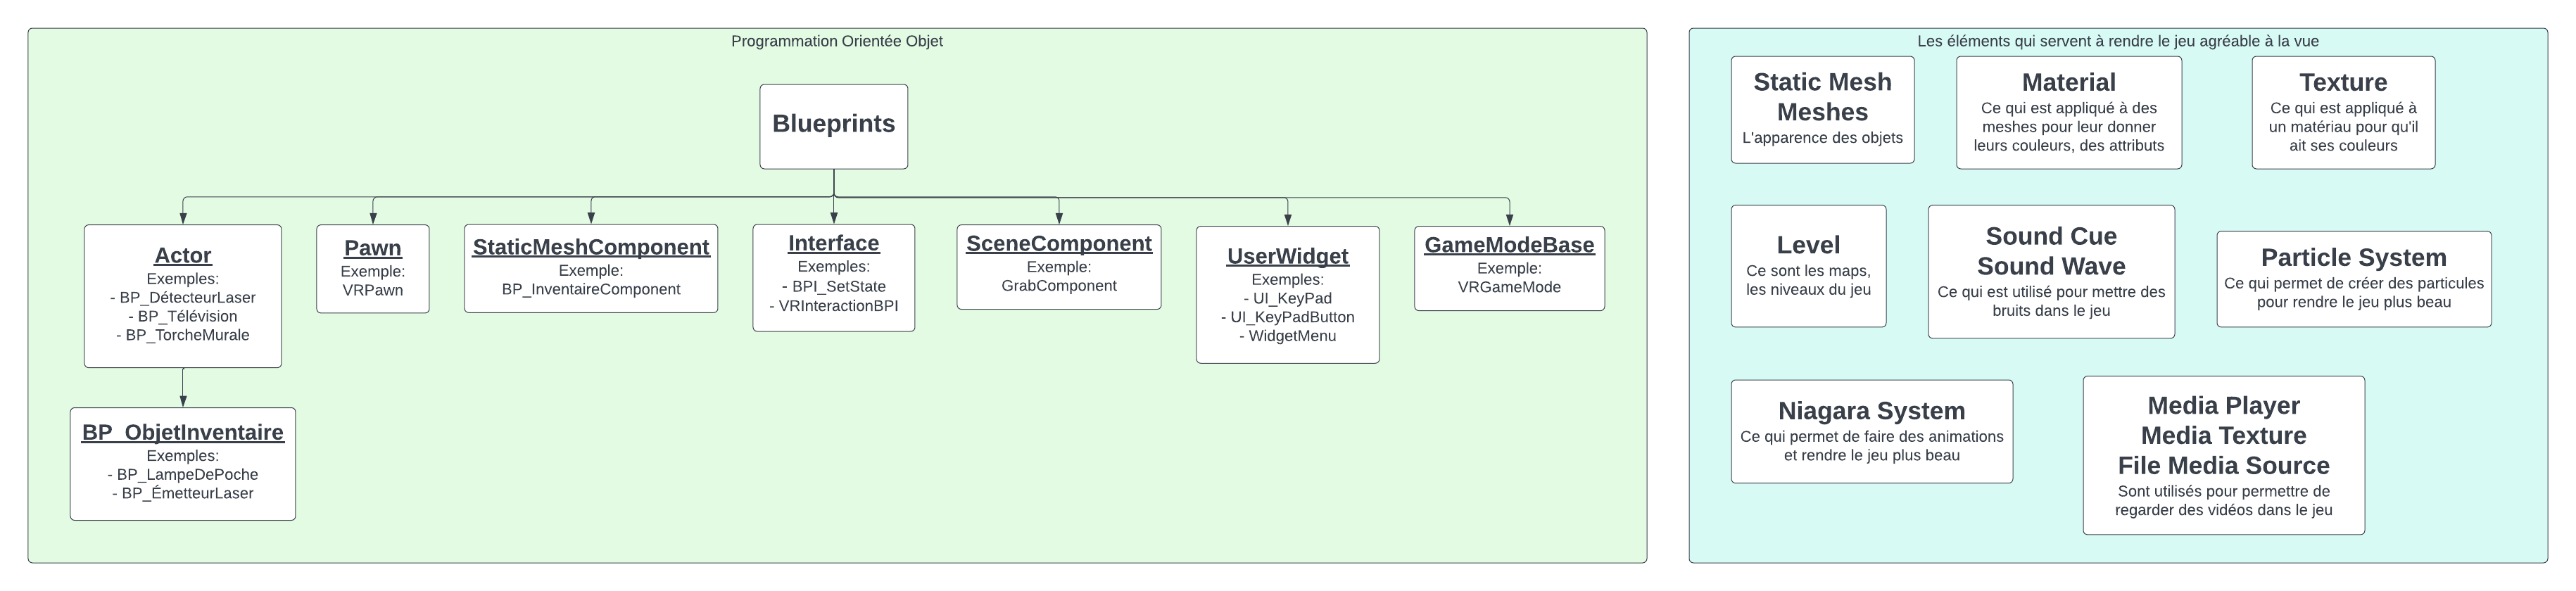 Programmation Orientée Objet
Blueprints
Actor
Exemples:
- BP_DétecteurLaser
- BP_Télévision
- BP_TorcheMurale
Pawn
Exemple:
VRPawn
StaticMeshComponent
Exemple:
BP_InventaireComponent
Interface
Exemples:
- BPI_SetState
- VRInteractionBPI
SceneComponent
Exemple:
GrabComponent
UserWidget
Exemples:
- UI_KeyPad
- UI_KeyPadButton
- WidgetMenu
GameModeBase
Exemple:
VRGameMode
BP_ObjetInventaire
Exemples:
- BP_LampeDePoche
- BP_ÉmetteurLaser
Les éléments qui servent à rendre le jeu agréable à la vue
Static Mesh
Meshes
L'apparence des objets
Material
Ce qui est appliqué à des
meshes pour leur donner
leurs couleurs, des attributs
Texture
Ce qui est appliqué à
un matériau pour qu'il
ait ses couleurs
Level
Ce sont les maps,
les niveaux du jeu
Sound Cue
Sound Wave
Ce qui est utilisé pour mettre des
bruits dans le jeu
Particle System
Ce qui permet de créer des particules
pour rendre le jeu plus beau
Niagara System
Ce qui permet de faire des animations
et rendre le jeu plus beau
Media Player
Media Texture
File Media Source
Sont utilisés pour permettre de
regarder des vidéos dans le jeu